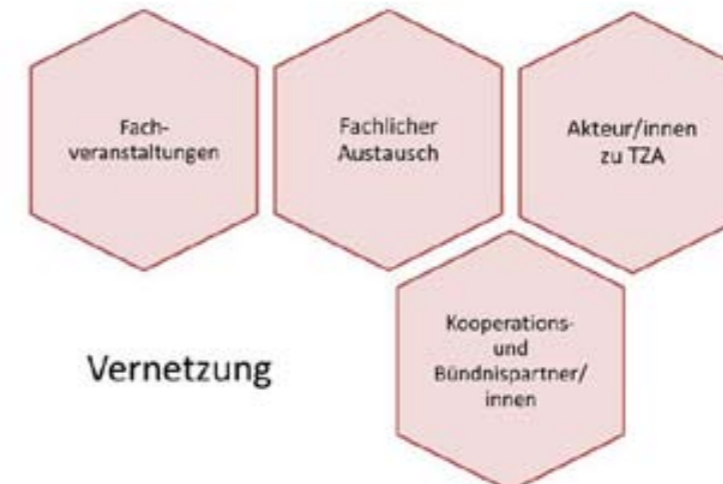 Fach-
veranstaltungen
Fachlicher
Austausch
Akteur/innen
zu TZA
Kooperations-
und
Bündnispartner/
innen
Vernetzung